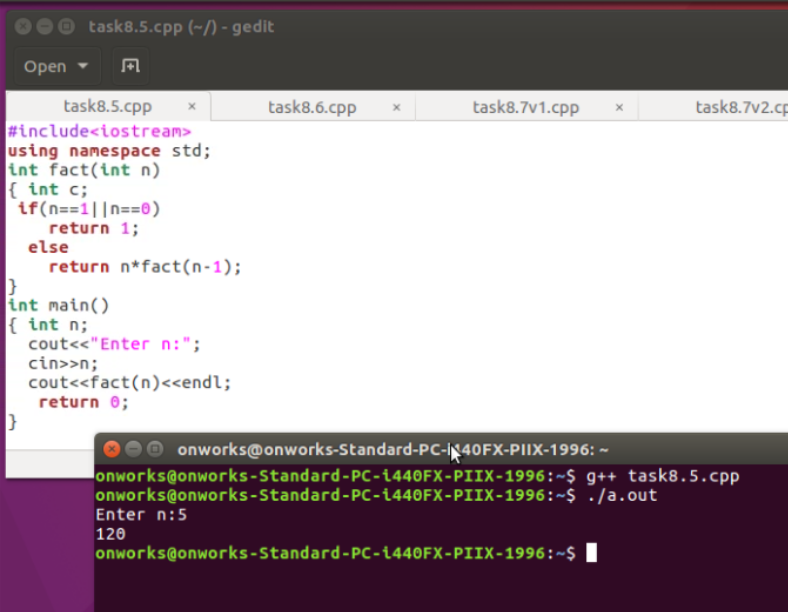 task8.5.cpp (~/) - gedit
Open
task8.5.cpp × task8.6.cpp × task8.7v1.cpp × task8.7v2.cp
#include<iostream>
using namespace std;
int fact(int n)
{ int c;
 if(n==1||n==0)
    return 1;
  else
    return n*fact(n-1);
}
int main()
{ int n;
  cout<<"Enter n:";
  cin>>n;
  cout<<fact(n)<<endl;
   return 0;
}
onworks@onworks-Standard-PC-i440FX-PIIX-1996: ~
onworks@onworks-Standard-PC-i440FX-PIIX-1996:~$ g++ task8.5.cpp
onworks@onworks-Standard-PC-i440FX-PIIX-1996:~$ ./a.out
Enter n:5
120
onworks@onworks-Standard-PC-i440FX-PIIX-1996:~$